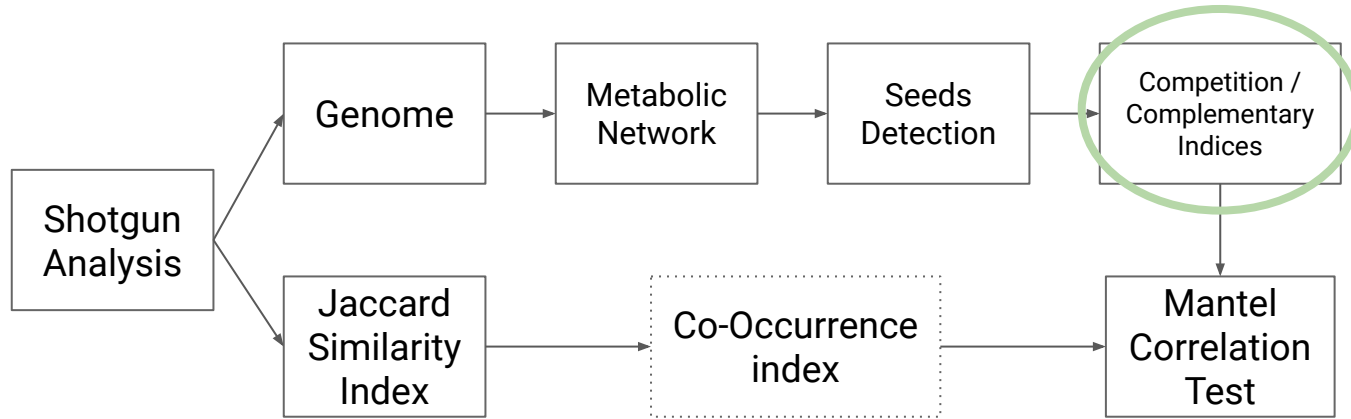 Genome
Metabolic
Network
Seeds
Detection
Competition /
Complementary
Indices
Shotgun
Analysis
Jaccard
Similarity
Index
Co-Occurrence
index
Mantel
Correlation
Test